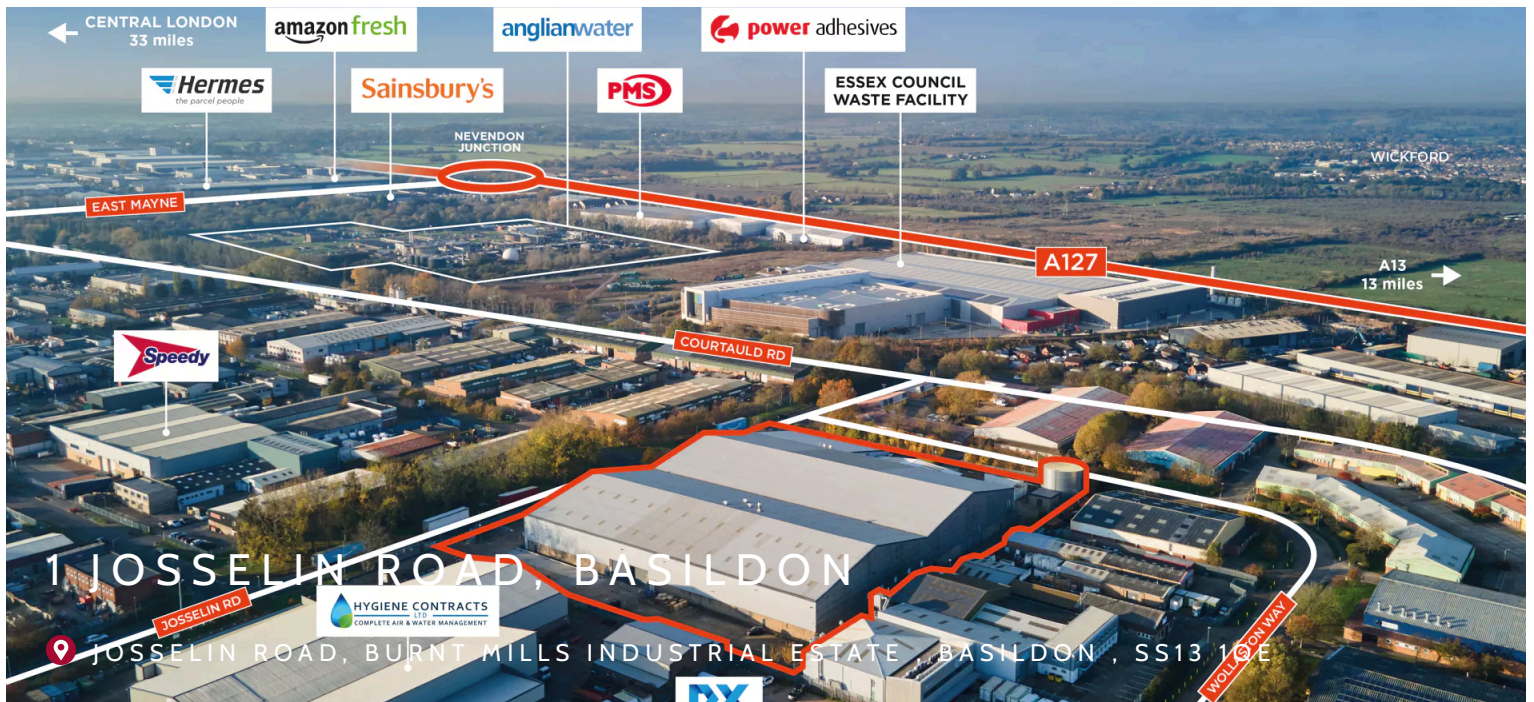 CENTRAL LONDON
33 miles
amazonfresh
anglianwater
power adhesives
Hermes
the parcel people
Sainsbury's
PMS
ESSEX COUNCIL
WASTE FACILITY
NEVENDON
JUNCTION
WICKFORD
EAST MAYNE
A127
A13
13 miles
Speedy
COURTAULD RD
1 JOSSELIN ROAD, BASILDON
JOSSELIN RD
HYGIENE CONTRACTS
LTD
COMPLETE AIR & WATER MANAGEMENT
JOSSELIN ROAD, BURNT MILLS INDUSTRIAL ESTATE , BASILDON , SS13 1QE
WOLLASTON WAY
DX